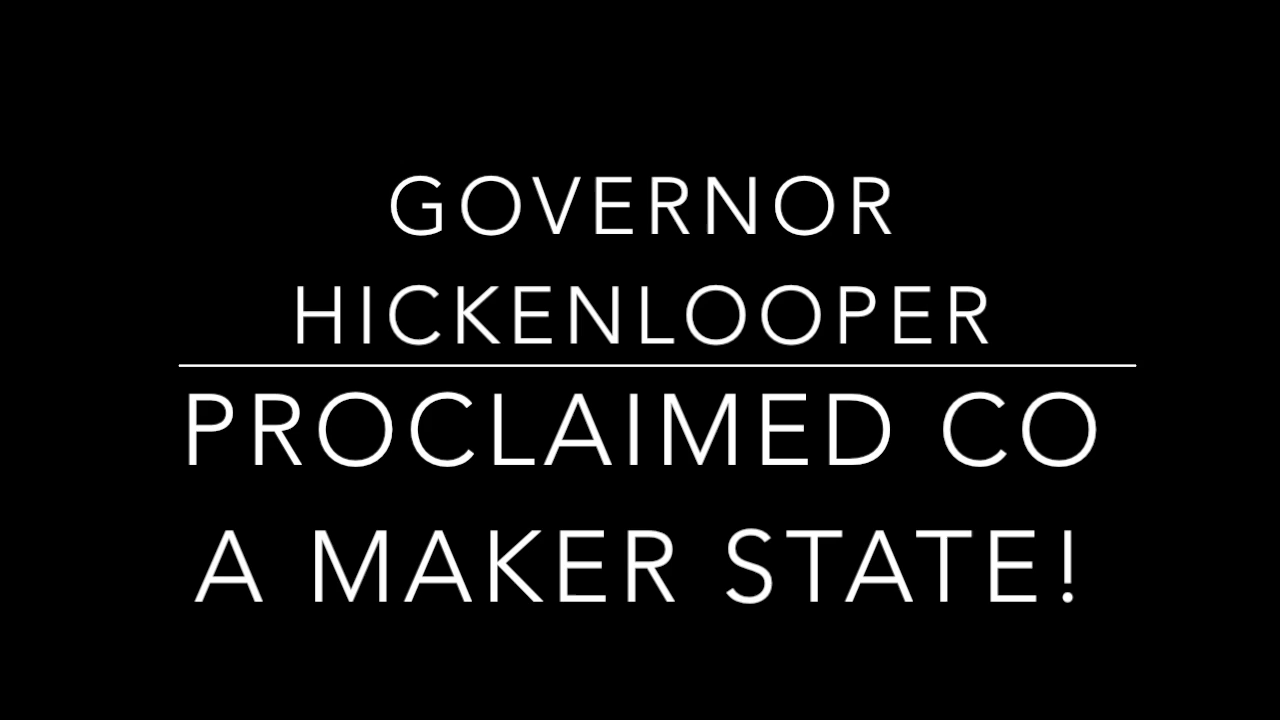 GOVERNOR
HICKENLOOPER
PROCLAIMED CO
A MAKER STATE!